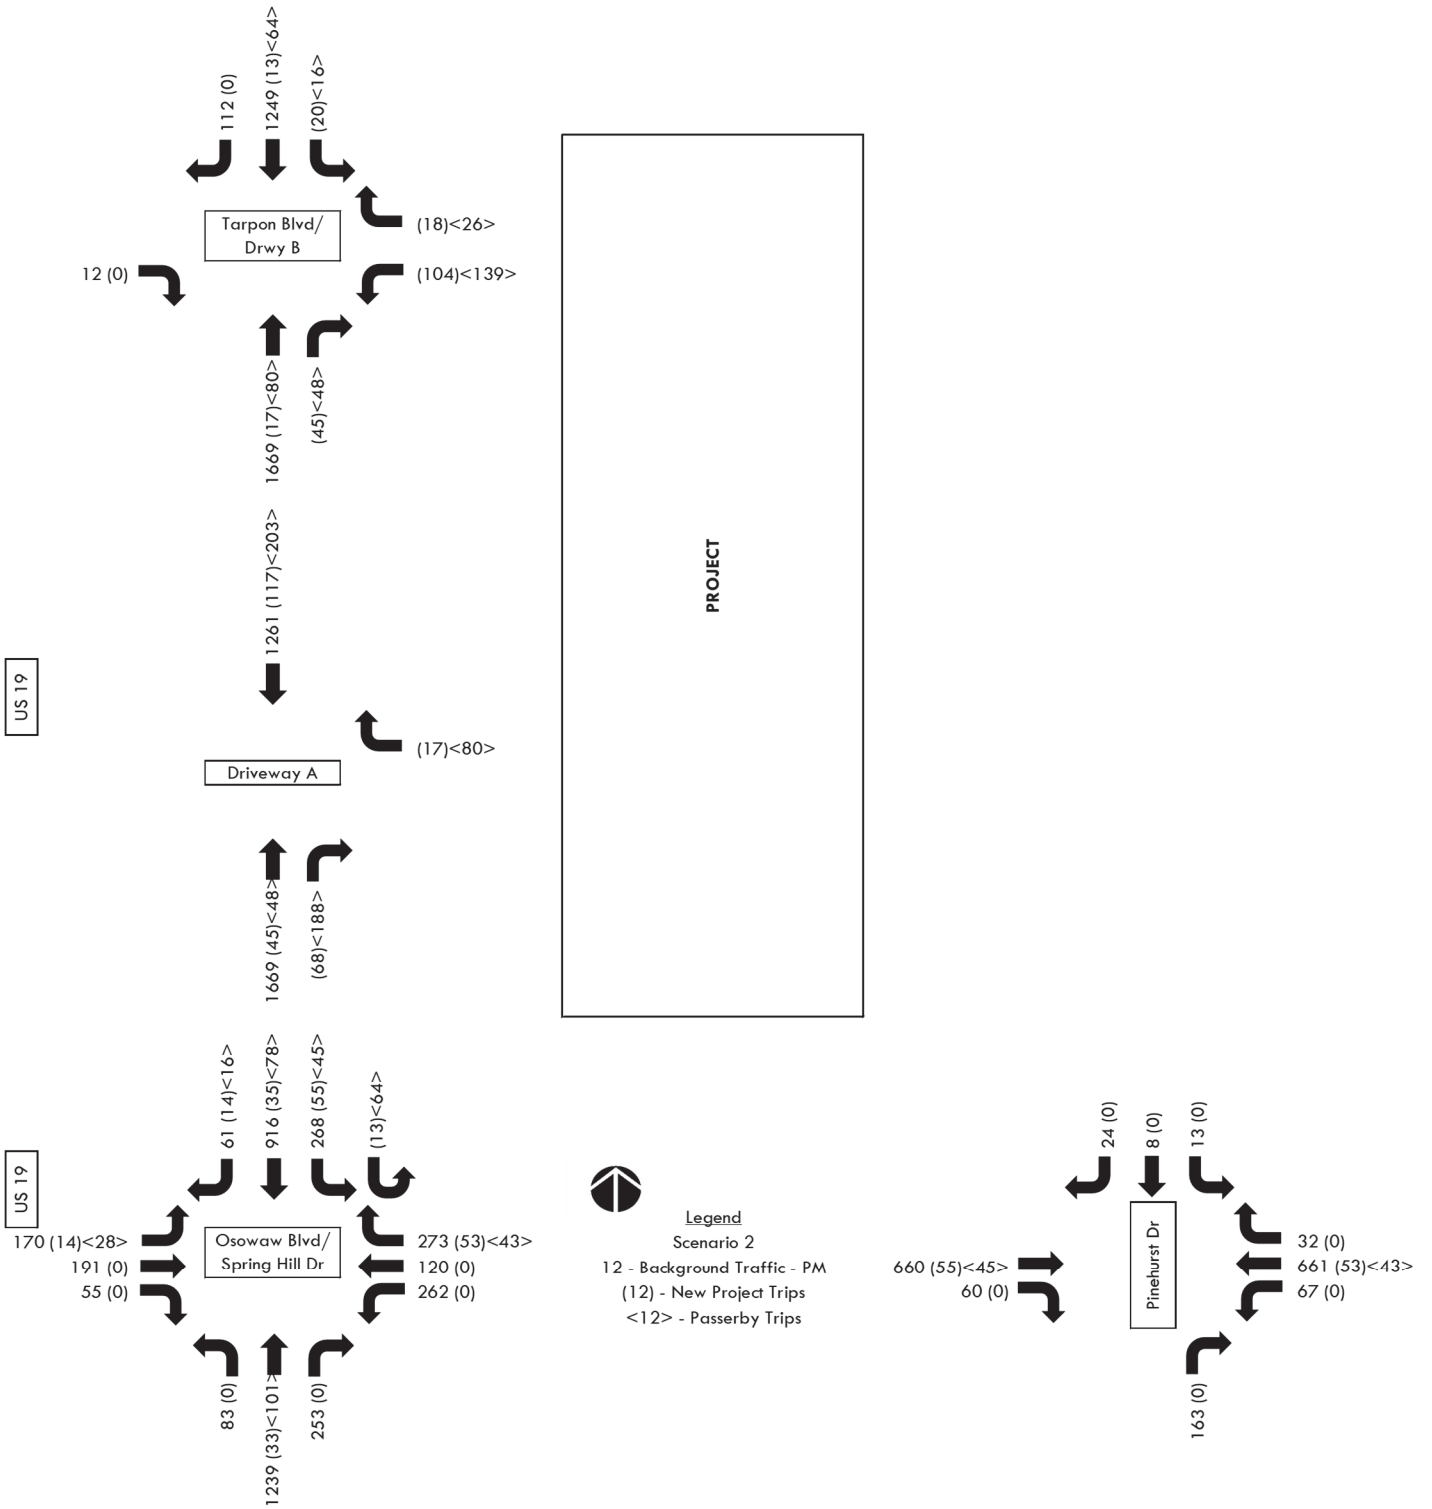 112 (0)
1249 (13)<64>
(20)<16>
Tarpon Blvd/
Drwy B
(18)<26>
12 (0)
(104)<139>
1669 (17)<80>
(45)<48>
1261 (117)<203>
PROJECT
US 19
(17)<80>
Driveway A
1669 (45)<48>
(68)<188>
61 (14)<16>
916 (35)<78>
268 (55)<45>
(13)<64>
US 19
170 (14)<28>
191 (0)
55 (0)
Osowaw Blvd/
Spring Hill Dr
273 (53)<43>
120 (0)
262 (0)
83 (0)
1239 (33)<101>
253 (0)
Legend
Scenario 2
12 - Background Traffic - PM
(12) - New Project Trips
<12> - Passerby Trips
24 (0)
8 (0)
13 (0)
660 (55)<45>
60 (0)
Pinehurst Dr
32 (0)
661 (53)<43>
67 (0)
163 (0)